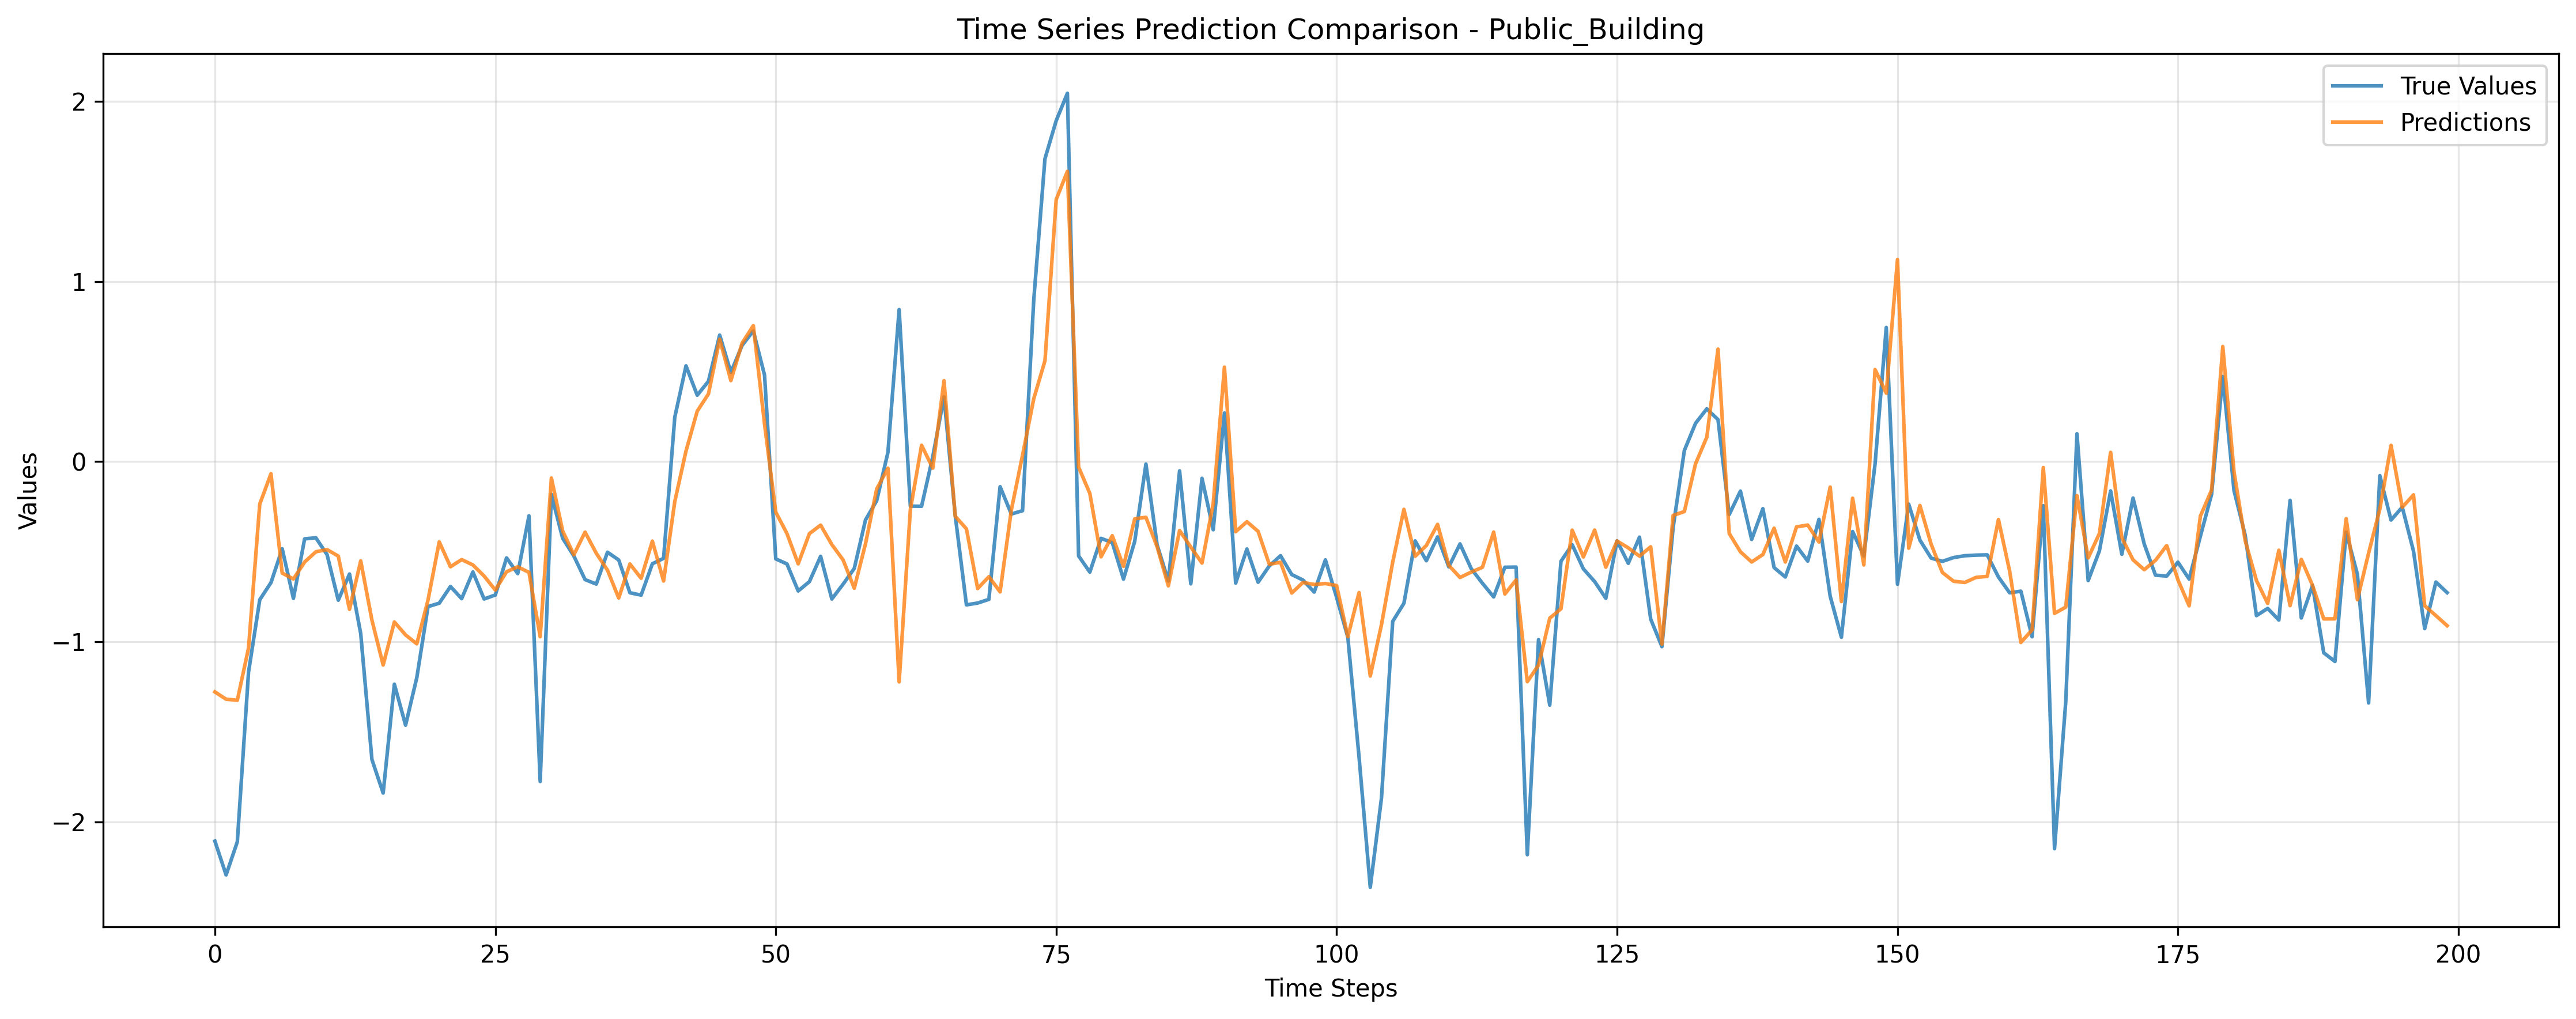 Time Series Prediction Comparison - Public_Building
True Values
Predictions
Values
2
1
0
−1
−2
0 25 50 75 100 125 150 175 200
Time Steps